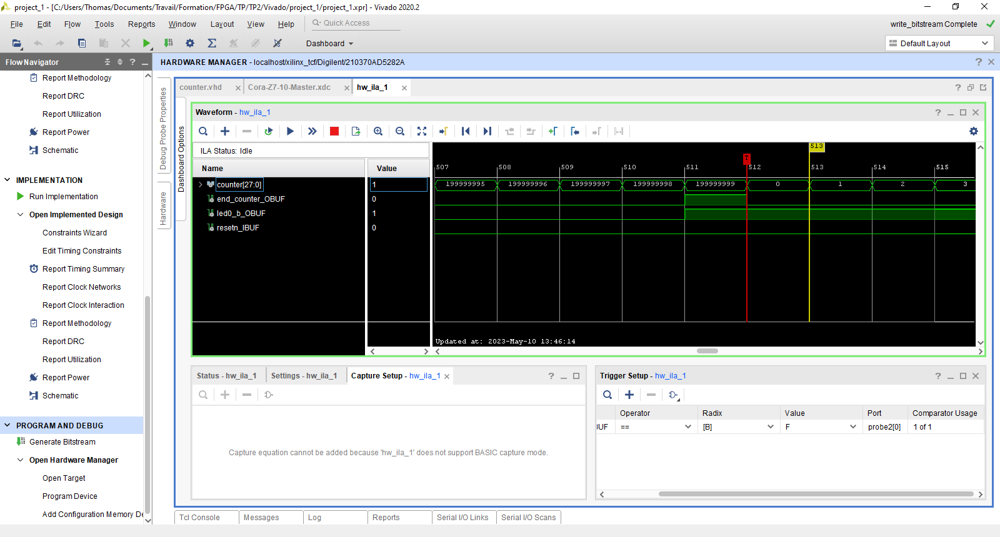 project_1 - [C:/Users/Thomas/Documents/Travail/Formation/FPGA/TP/TP2/Vivado/project_1/project_1.xpr] - Vivado 2020.2
File Edit Flow Tools Reports Window Layout View Help Quick Access
write_bitstream Complete
Dashboard
Default Layout
Flow Navigator
Report Methodology
Report DRC
Report Utilization
Report Power
Schematic
IMPLEMENTATION
Run Implementation
Open Implemented Design
Constraints Wizard
Edit Timing Constraints
Report Timing Summary
Report Clock Networks
Report Clock Interaction
Report Methodology
Report DRC
Report Utilization
Report Power
Schematic
PROGRAM AND DEBUG
Generate Bitstream
Open Hardware Manager
Open Target
Program Device
Add Configuration Memory De
HARDWARE MANAGER - localhost/xilinx_tcf/Digilent/210370AD5282A
Debug Probe Properties
Hardware
Dashboard Options
counter.vhd Cora-Z7-10-Master.xdc hw_ila_1
Waveform - hw_ila_1
ILA Status: Idle
Name Value
counter[27:0] 1
end_counter_OBUF 0
led0_b_OBUF 1
resetn_IBUF 0
513
T
507 508 509 510 511 512 513 514 515
199999995 199999996 199999997 199999998 199999999 0 1 2 3
Updated at: 2023-May-10 13:46:14
Status - hw_ila_1 Settings - hw_ila_1 Capture Setup - hw_ila_1
Capture equation cannot be added because 'hw_ila_1' does not support BASIC capture mode.
Trigger Setup - hw_ila_1
Operator Radix Value Port Comparator Usage
IUF == [B] F probe2[0] 1 of 1
Tcl Console Messages Log Reports Serial I/O Links Serial I/O Scans